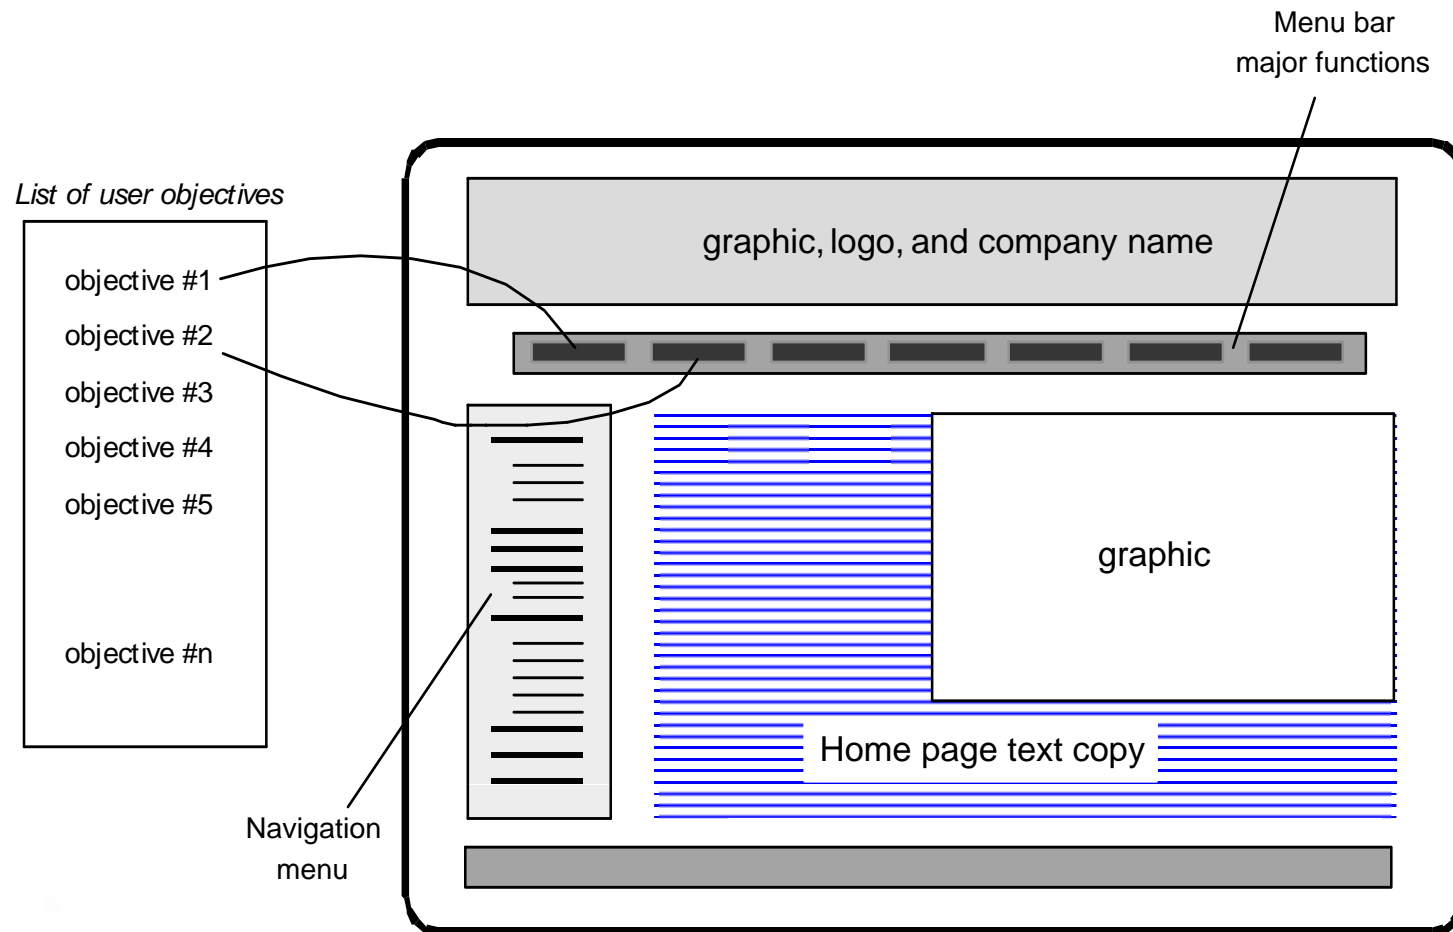 Menu bar
major functions
List of user objectives
graphic, logo, and company name
objective #1
objective #2
objective #3
objective #4
objective #5
graphic
objective #n
Home page text copy
Navigation
menu